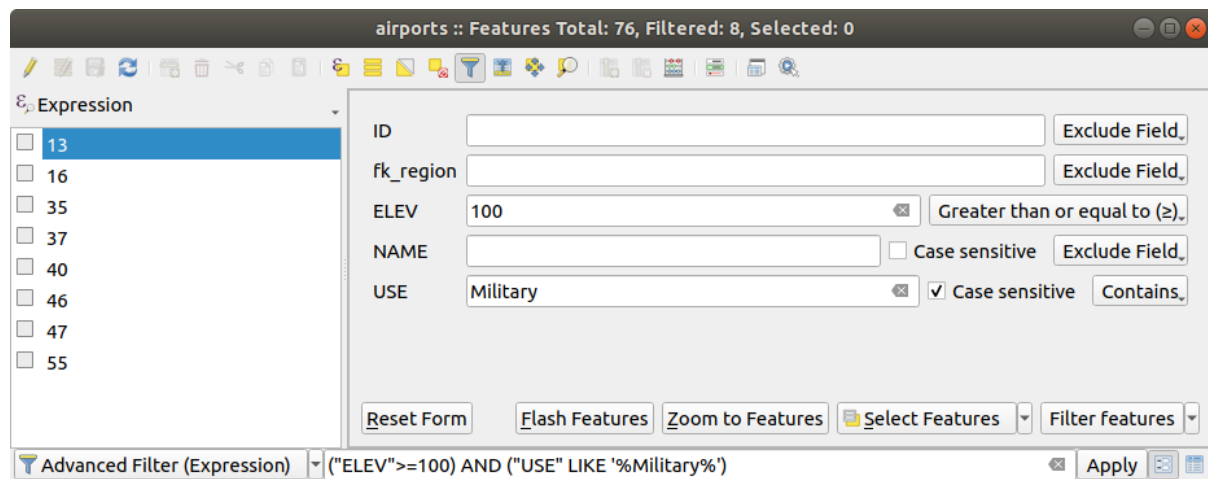 airports :: Features Total: 76, Filtered: 8, Selected: 0
Expression
13
16
35
37
40
46
47
55
ID Exclude Field
fk_region Exclude Field
ELEV 100 Greater than or equal to (≥)
NAME Case sensitive Exclude Field
USE Military Case sensitive Contains
Reset Form Flash Features Zoom to Features Select Features Filter features
Advanced Filter (Expression) ("ELEV">=100) AND ("USE" LIKE '%Military%') Apply